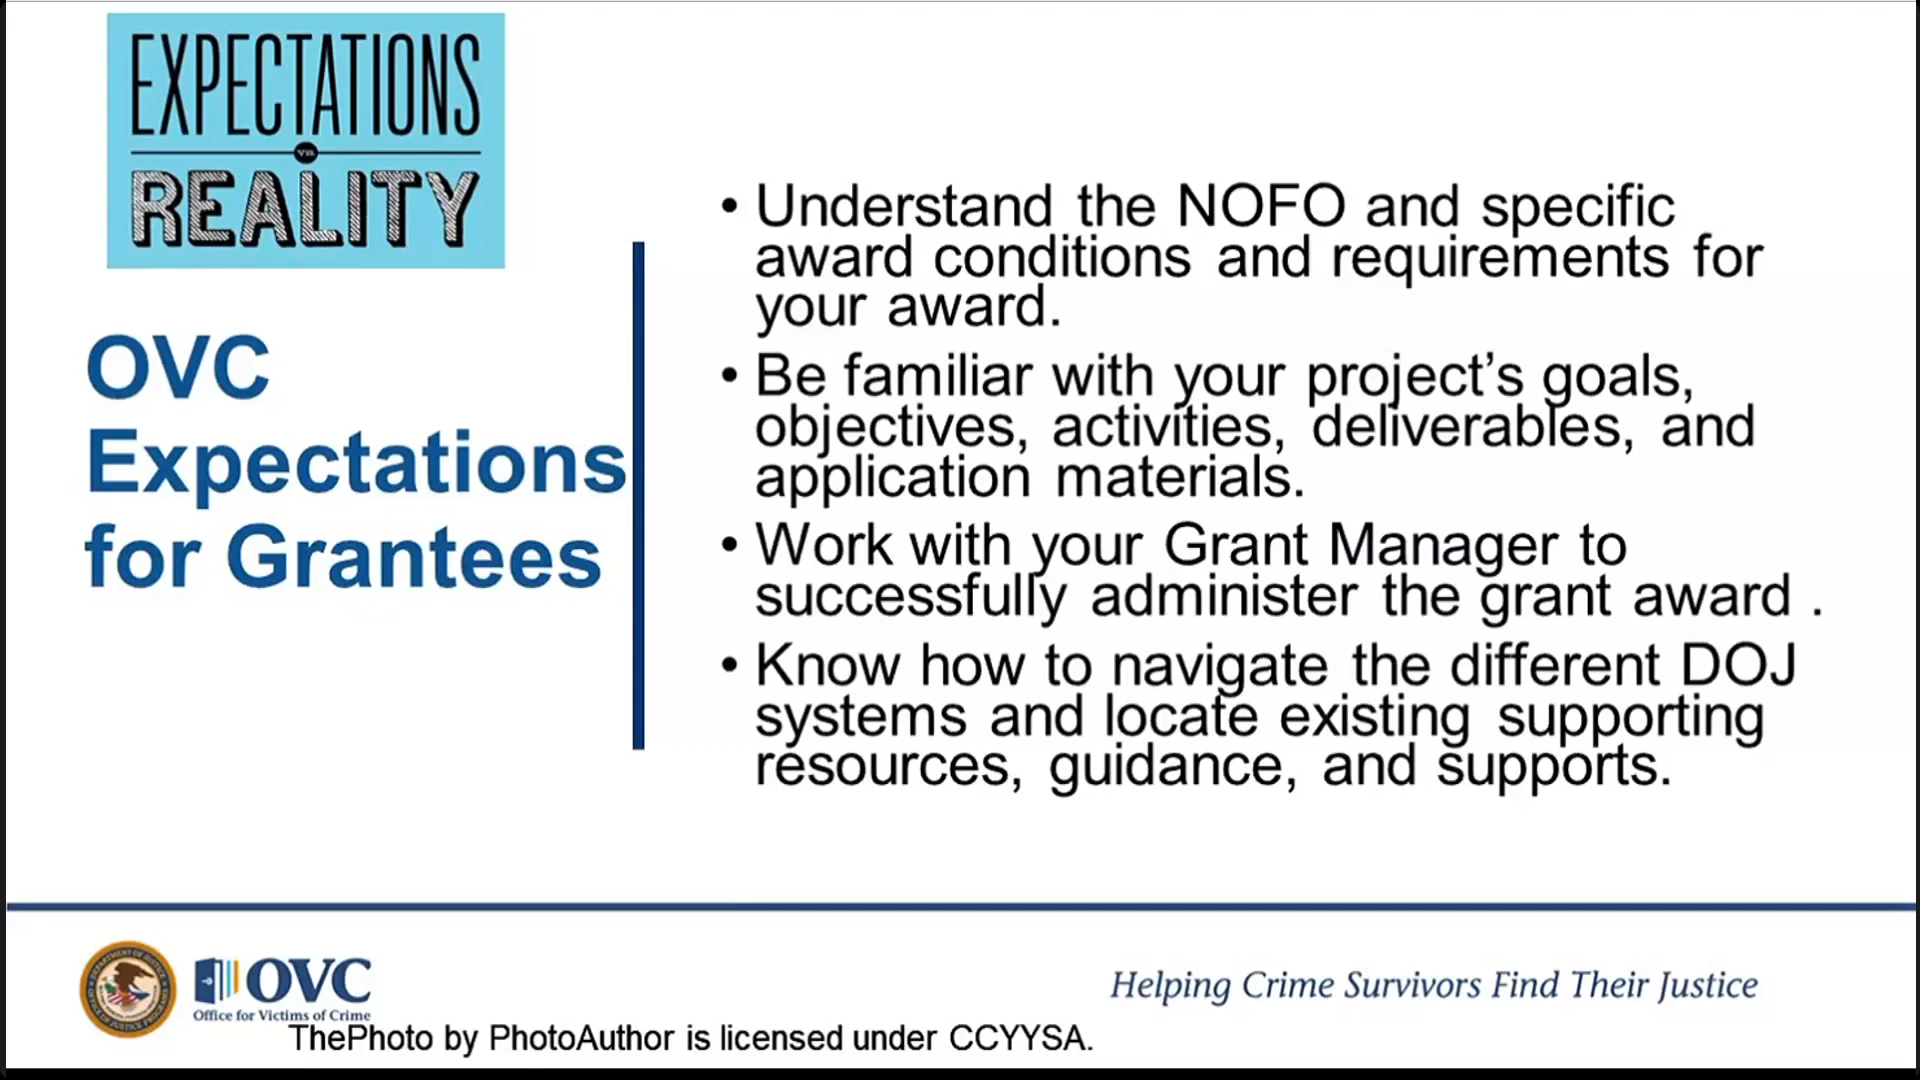 EXPECTATIONS
VS.
REALITY
OVC
Expectations
for Grantees
• Understand the NOFO and specific
award conditions and requirements for
your award.
• Be familiar with your project’s goals,
objectives, activities, deliverables, and
application materials.
• Work with your Grant Manager to
successfully administer the grant award .
• Know how to navigate the different DOJ
systems and locate existing supporting
resources, guidance, and supports.
OVC
Office for Victims of Crime
Helping Crime Survivors Find Their Justice
ThePhoto by PhotoAuthor is licensed under CCYYSA.